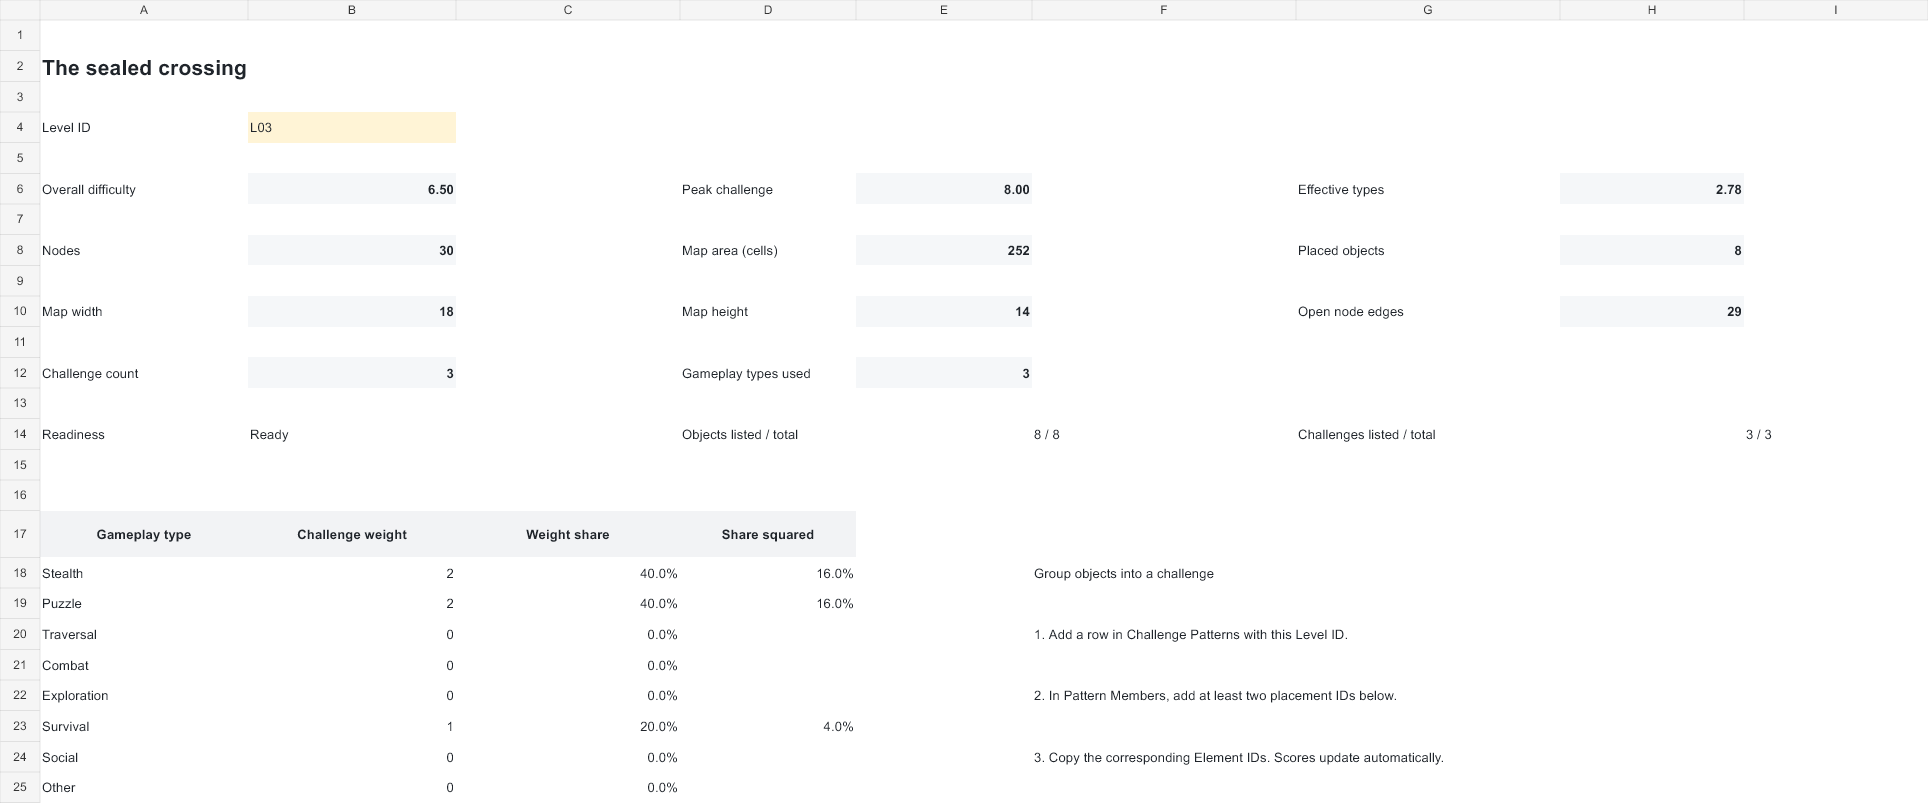 A B C D E F G H I
1
2 The sealed crossing
3
4 Level ID L03
5
6 Overall difficulty 6.50 Peak challenge 8.00 Effective types 2.78
7
8 Nodes 30 Map area (cells) 252 Placed objects 8
9
10 Map width 18 Map height 14 Open node edges 29
11
12 Challenge count 3 Gameplay types used 3
13
14 Readiness Ready Objects listed / total 8 / 8 Challenges listed / total 3 / 3
15
16
17 Gameplay type Challenge weight Weight share Share squared
18 Stealth 2 40.0% 16.0% Group objects into a challenge
19 Puzzle 2 40.0% 16.0%
20 Traversal 0 0.0% 1. Add a row in Challenge Patterns with this Level ID.
21 Combat 0 0.0%
22 Exploration 0 0.0% 2. In Pattern Members, add at least two placement IDs below.
23 Survival 1 20.0% 4.0%
24 Social 0 0.0% 3. Copy the corresponding Element IDs. Scores update automatically.
25 Other 0 0.0%